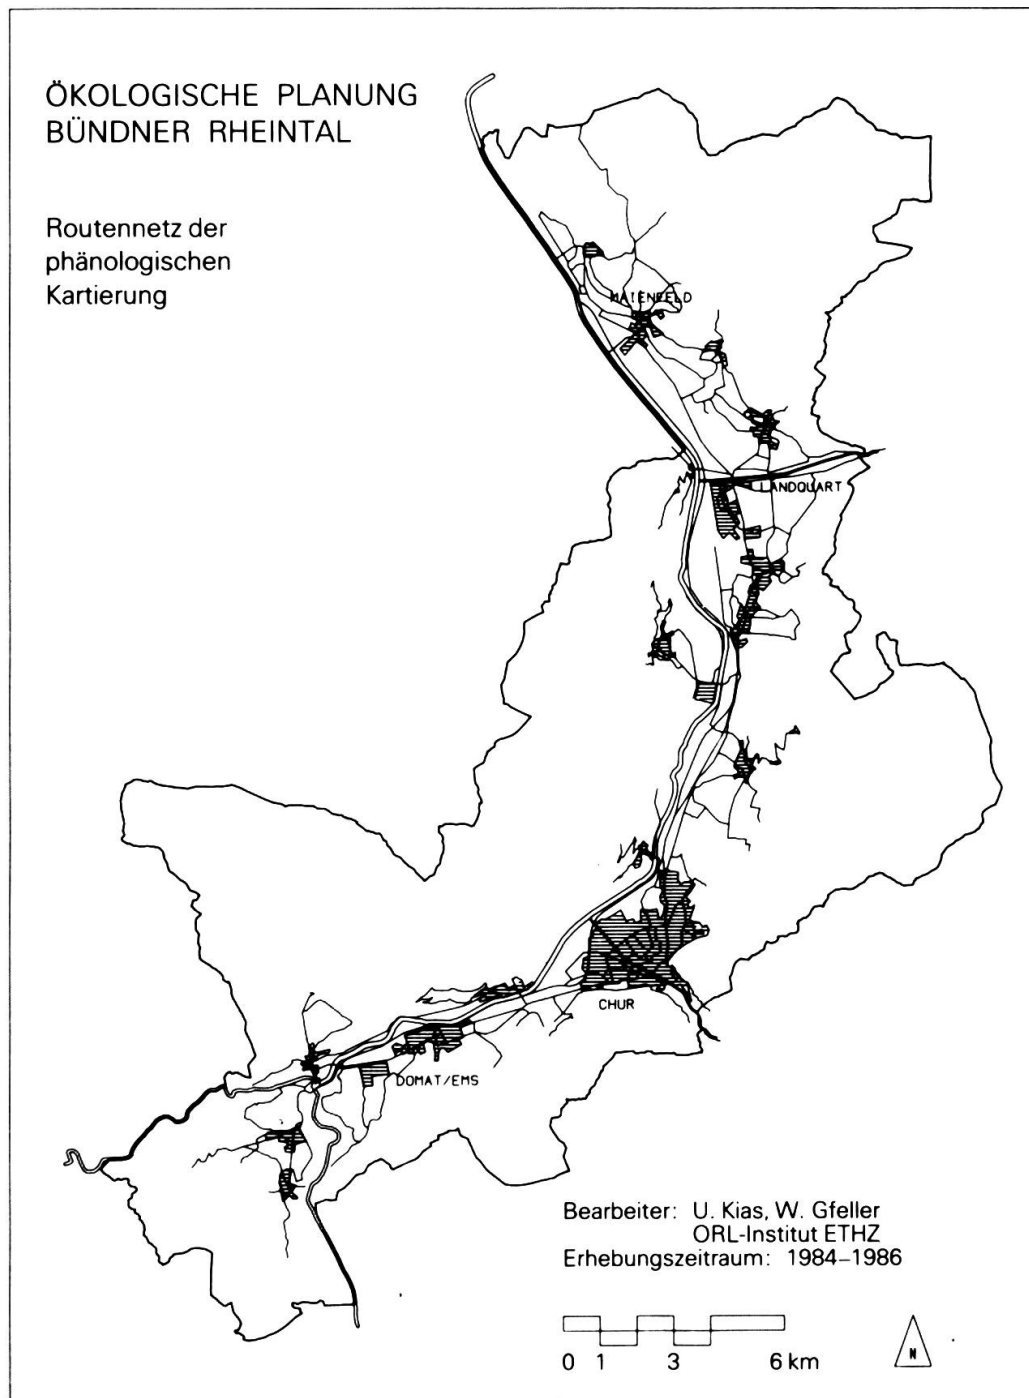 ÖKOLOGISCHE PLANUNG
BÜNDNER RHEINTAL
Routennetz der
phänologischen
Kartierung
MAIENFELD
LANDQUART
CHUR
DOMAT/EMS
Bearbeiter: U. Kias, W. Gfeller
ORL-Institut ETHZ
Erhebungszeitraum: 1984–1986
0 1 3 6 km
N